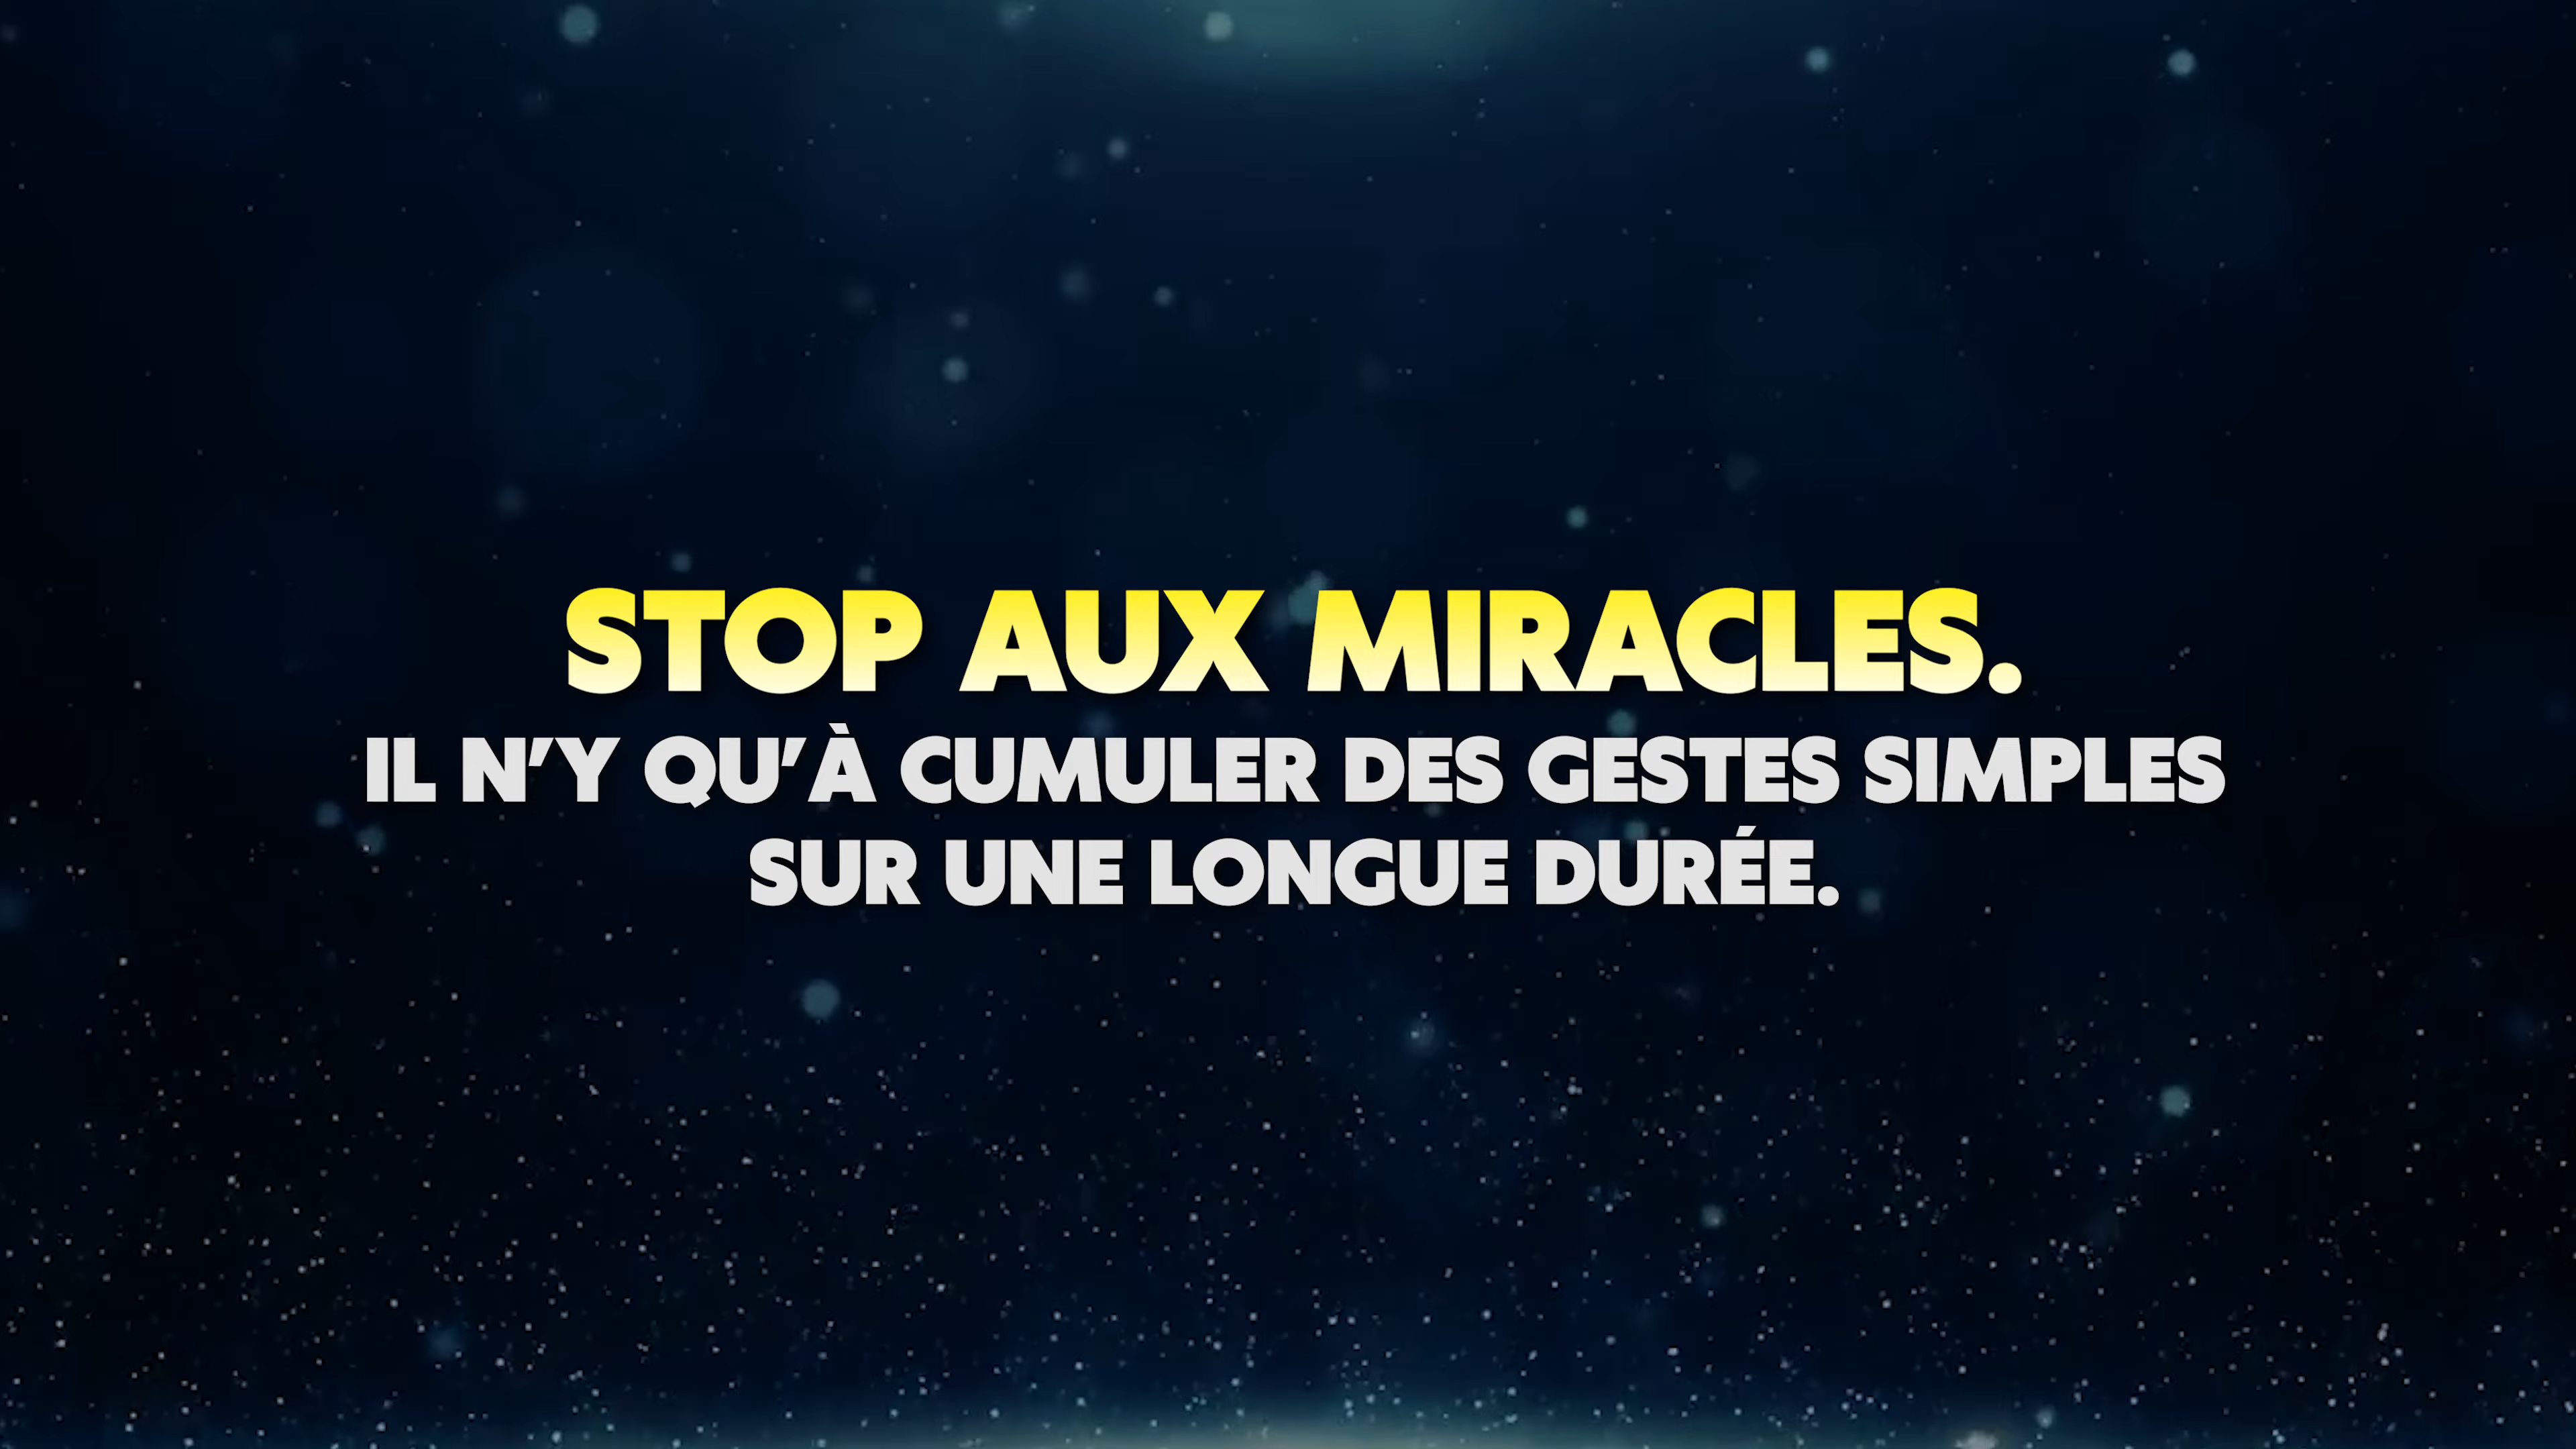 STOP AUX MIRACLES.
IL N’Y QU’À CUMULER DES GESTES SIMPLES
SUR UNE LONGUE DURÉE.